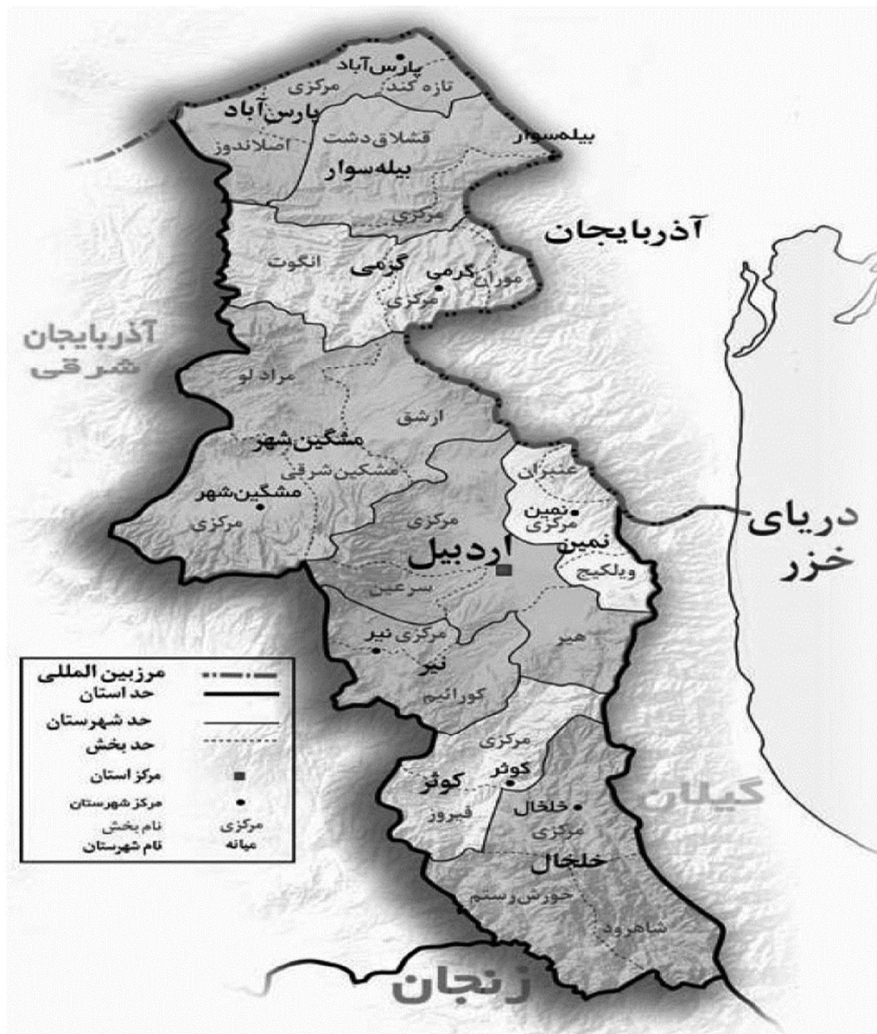 پارس‌آباد
مرکزی
تازه کند
پارس‌آباد
اصلاندوز
قشلاق دشت
بیله سوار
بیله سوار
مرکزی
آذربایجان
انگوت
گرمی
گرمی
موران
مرکزی
آذربایجان
شرقی
مراد لو
ارشق
مشگین شهر
مشگین شرقی
مشگین شهر
مرکزی
عنبران
نمین
مرکزی
نمین
ویلکیج
مرکزی
اردبیل
سرعین
هیر
دریای
خزر
مرکزی
نیر
نیر
کورائیم
مرکزی
کوثر
کوثر
فیروز
گیلان
خلخال
مرکزی
خلخال
خورش رستم
شاهرود
زنجان
مرزبین المللی
حد استان
حد شهرستان
حد بخش
مرکز استان
مرکز شهرستان
نام بخش مرکزی
نام شهرستان میانه